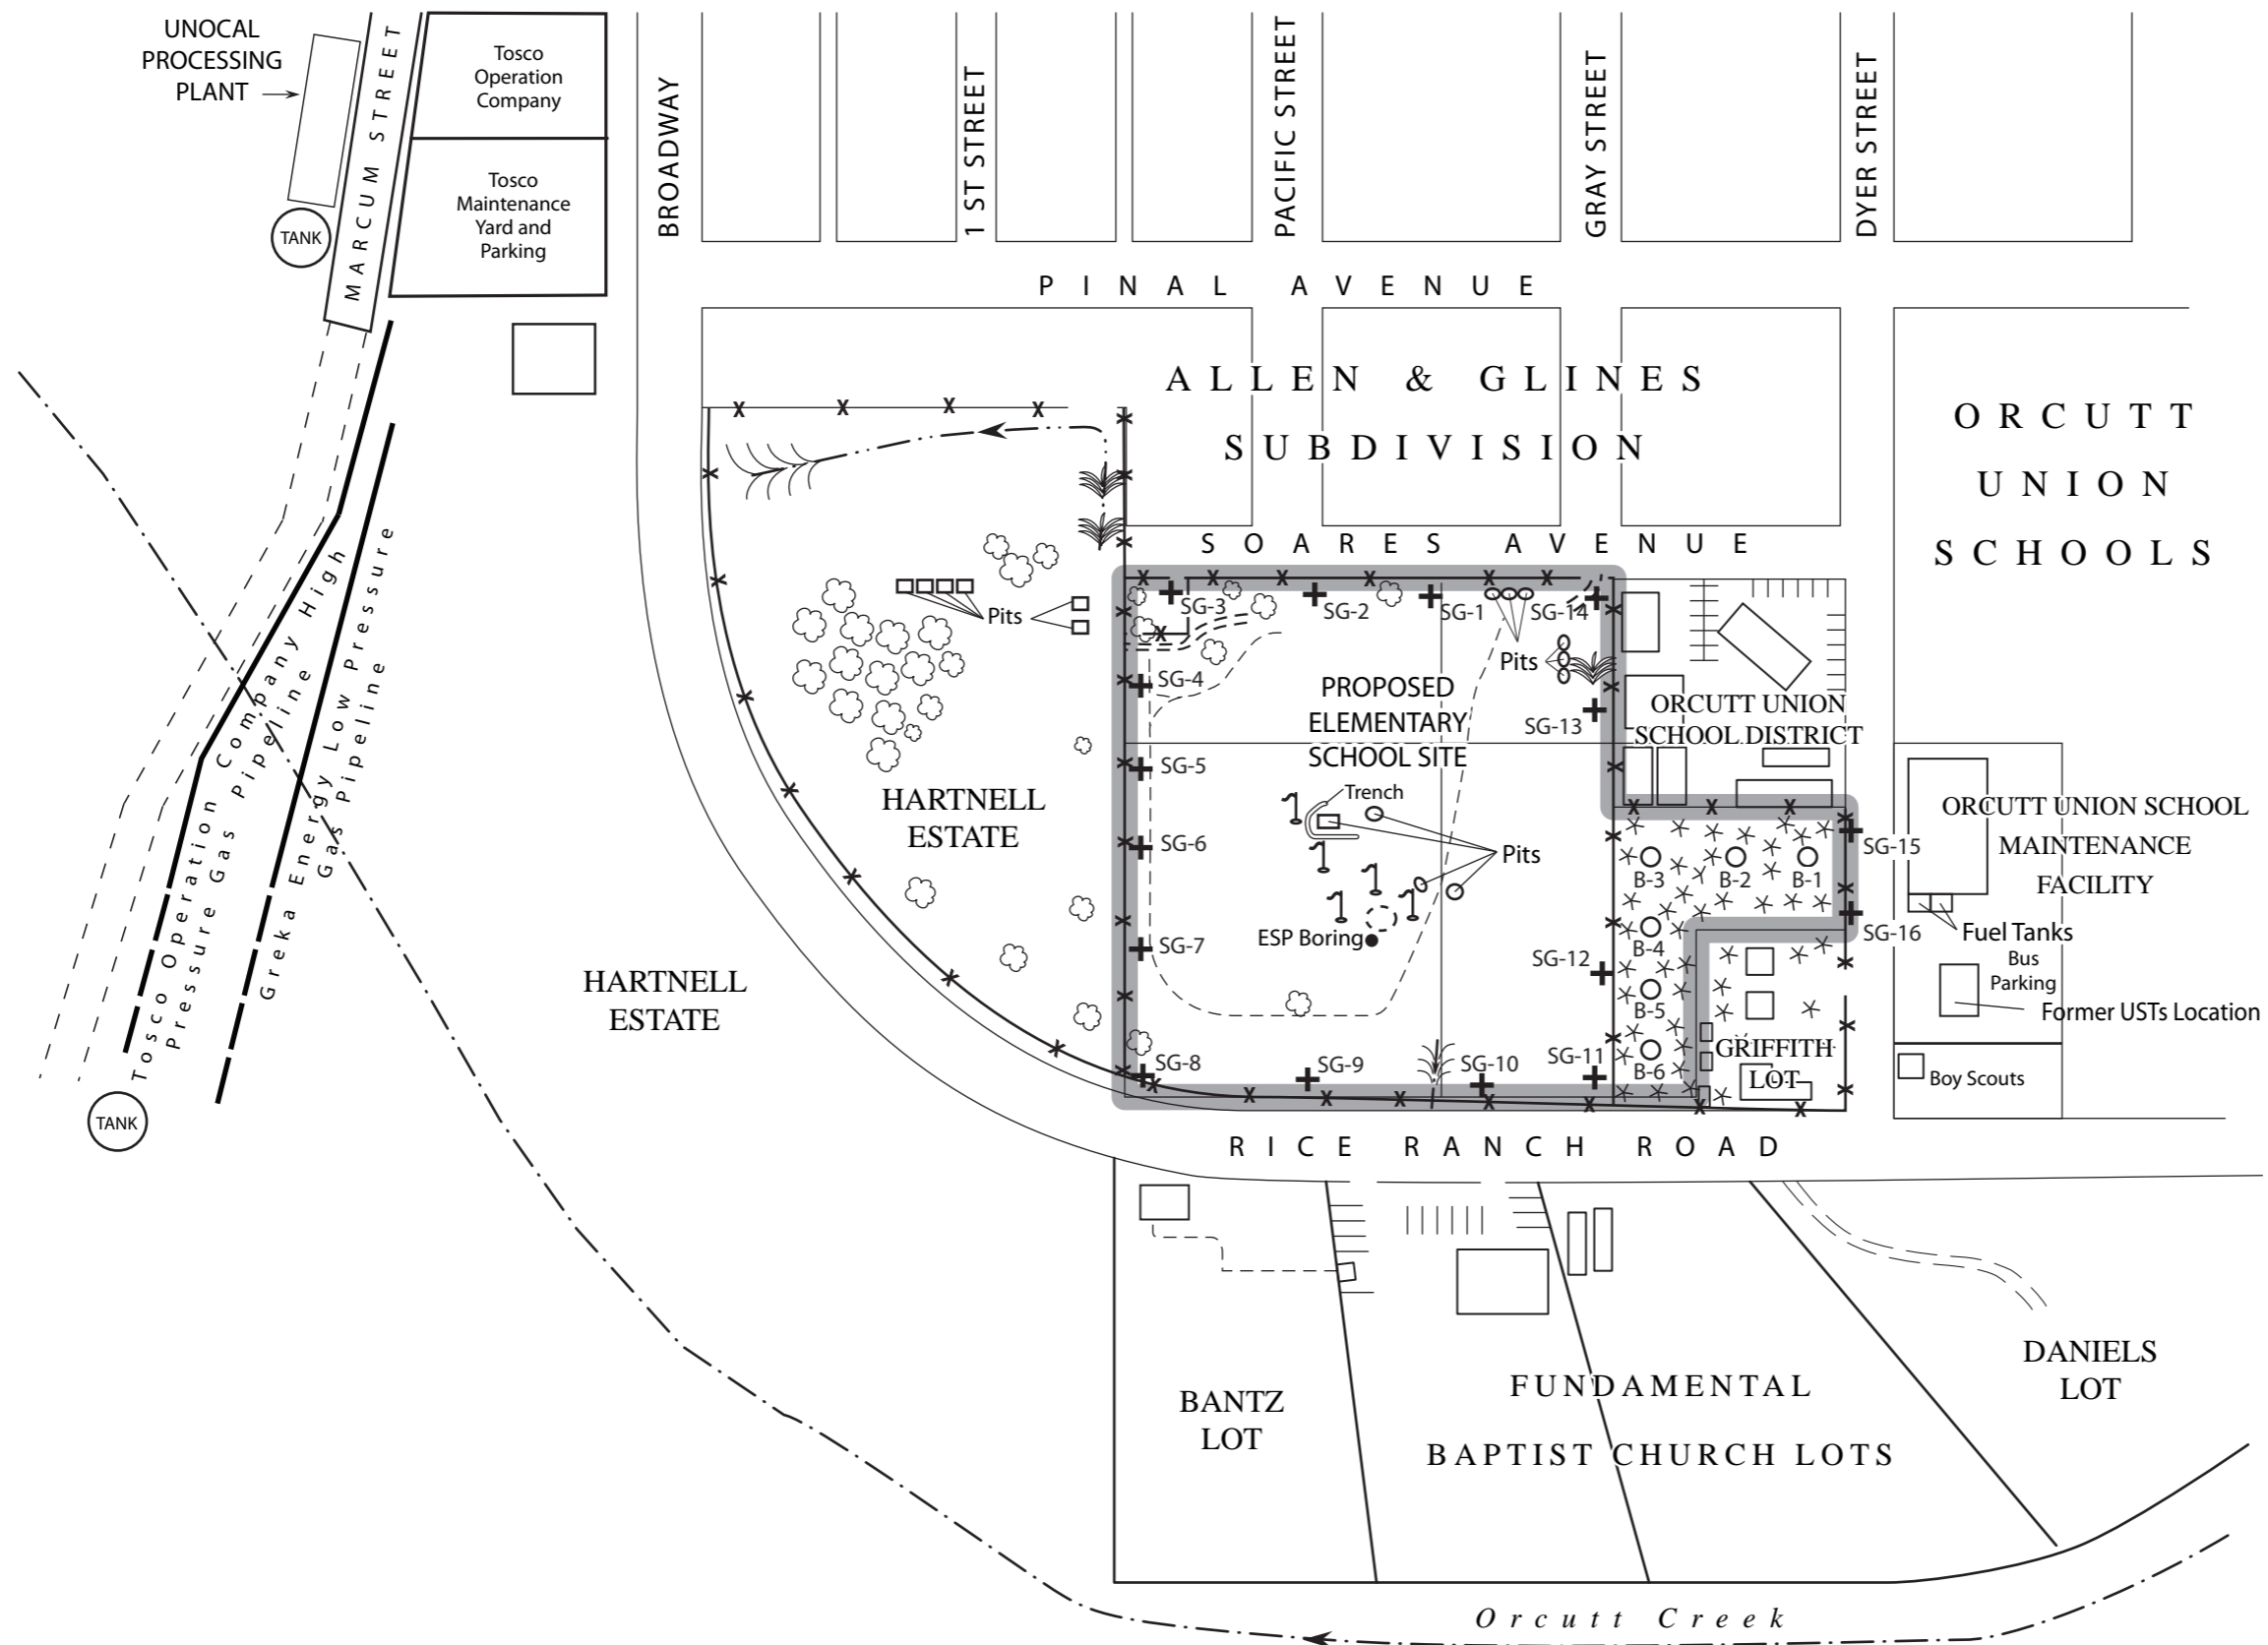 UNOCAL
PROCESSING
PLANT
MARCUM STREET
Tosco
Operation
Company
Tosco
Maintenance
Yard and
Parking
TANK
BROADWAY
1 ST STREET
PACIFIC STREET
GRAY STREET
DYER STREET
PINAL AVENUE
ALLEN & GLINES
SUBDIVISION
ORCUTT
UNION
SCHOOLS
SOARES AVENUE
Tosco Operation Company High
Pressure Gas Pipeline
Greka Energy Low Pressure
Gas Pipeline
TANK
Pits
HARTNELL
ESTATE
HARTNELL
ESTATE
SG-3
SG-2
SG-1
SG-14
Pits
SG-4
SG-13
PROPOSED
ELEMENTARY
SCHOOL SITE
SG-5
Trench
SG-6
Pits
ESP Boring
SG-7
SG-12
SG-8
SG-9
SG-10
SG-11
ORCUTT UNION
SCHOOL DISTRICT
SG-15
B-3
B-2
B-1
SG-16
B-4
B-5
B-6
GRIFFITH
LOT
ORCUTT UNION SCHOOL
MAINTENANCE
FACILITY
Fuel Tanks
Bus
Parking
Former USTs Location
Boy Scouts
RICE RANCH ROAD
BANTZ
LOT
FUNDAMENTAL
BAPTIST CHURCH LOTS
DANIELS
LOT
Orcutt Creek